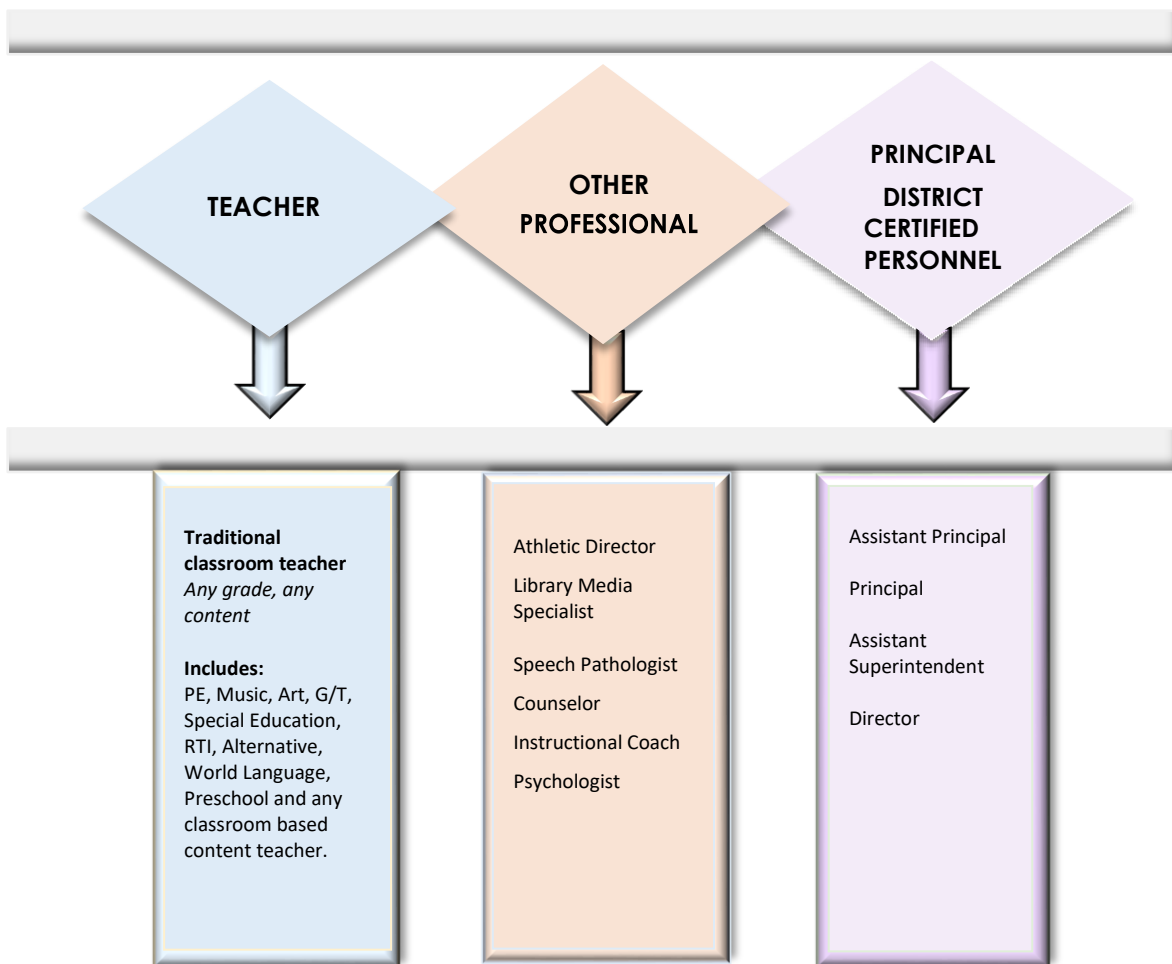 TEACHER
OTHER
PROFESSIONAL
PRINCIPAL
DISTRICT
CERTIFIED
PERSONNEL
Traditional
classroom teacher
Any grade, any
content
Includes:
PE, Music, Art, G/T,
Special Education,
RTI, Alternative,
World Language,
Preschool and any
classroom based
content teacher.
Athletic Director
Library Media
Specialist
Speech Pathologist
Counselor
Instructional Coach
Psychologist
Assistant Principal
Principal
Assistant
Superintendent
Director